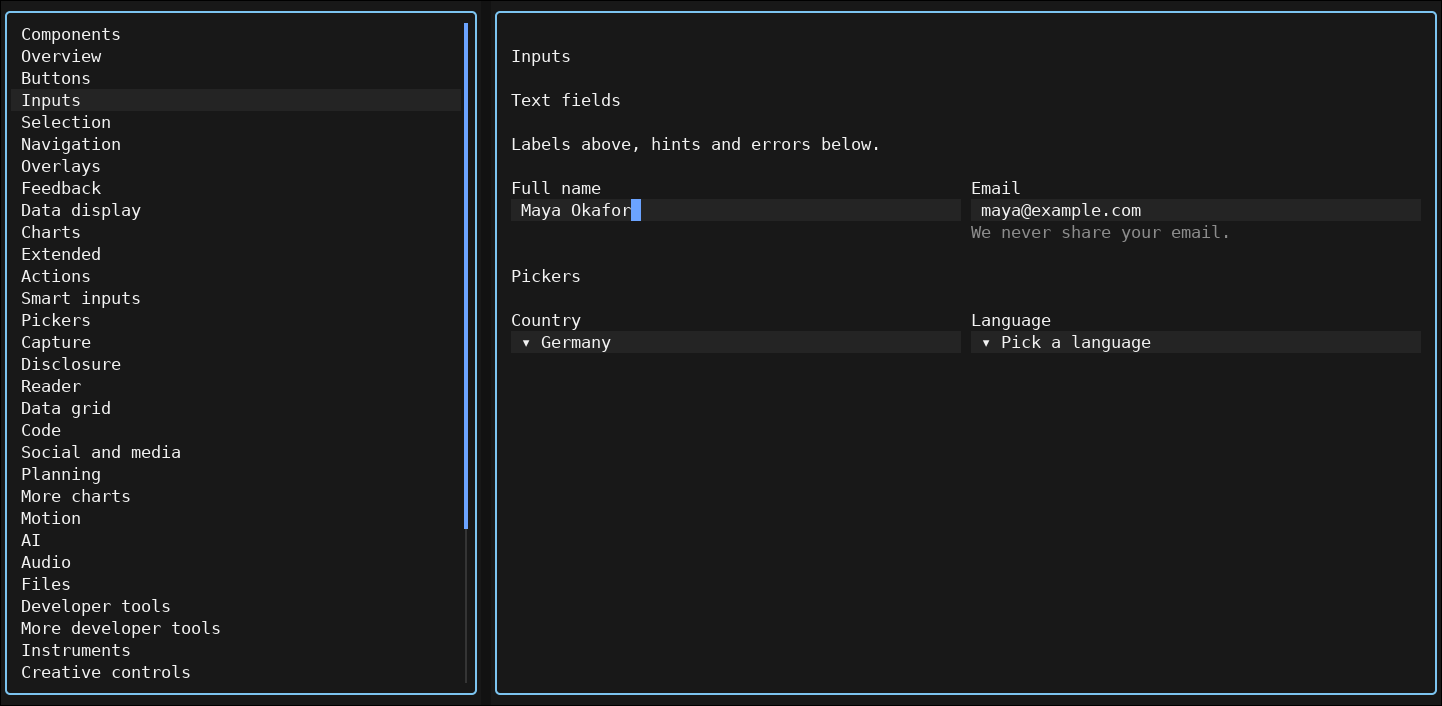 Components
Overview
Buttons
Inputs
Selection
Navigation
Overlays
Feedback
Data display
Charts
Extended
Actions
Smart inputs
Pickers
Capture
Disclosure
Reader
Data grid
Code
Social and media
Planning
More charts
Motion
AI
Audio
Files
Developer tools
More developer tools
Instruments
Creative controls
Inputs
Text fields
Labels above, hints and errors below.
Full name
Maya Okafor
Email
maya@example.com
We never share your email.
Pickers
Country
▾ Germany
Language
▾ Pick a language